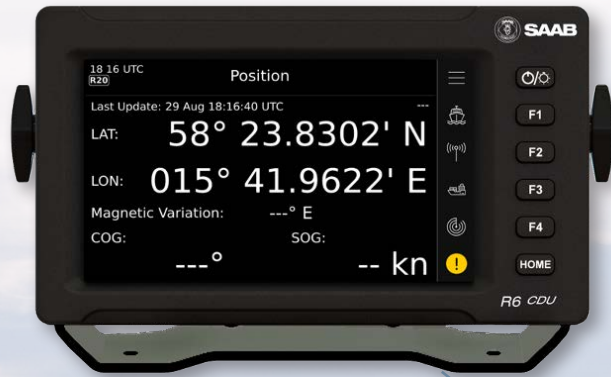 SAAB
18 16 UTC
R20
Position
Last Update: 29 Aug 18:16:40 UTC ---
LAT: 58° 23.8302' N
LON: 015° 41.9622' E
Magnetic Variation: ---° E
COG: SOG:
---° -- kn
!
F1
F2
F3
F4
HOME
R6 CDU